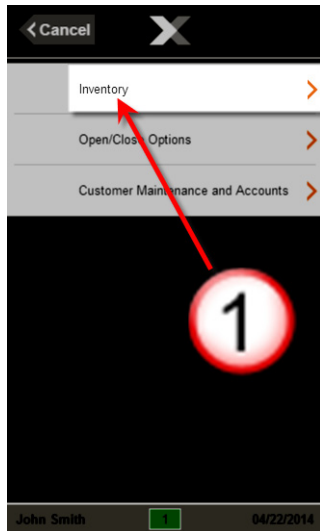 Cancel
Inventory
Open/Close Options
Customer Maintenance and Accounts
1
John Smith 1 04/22/2014